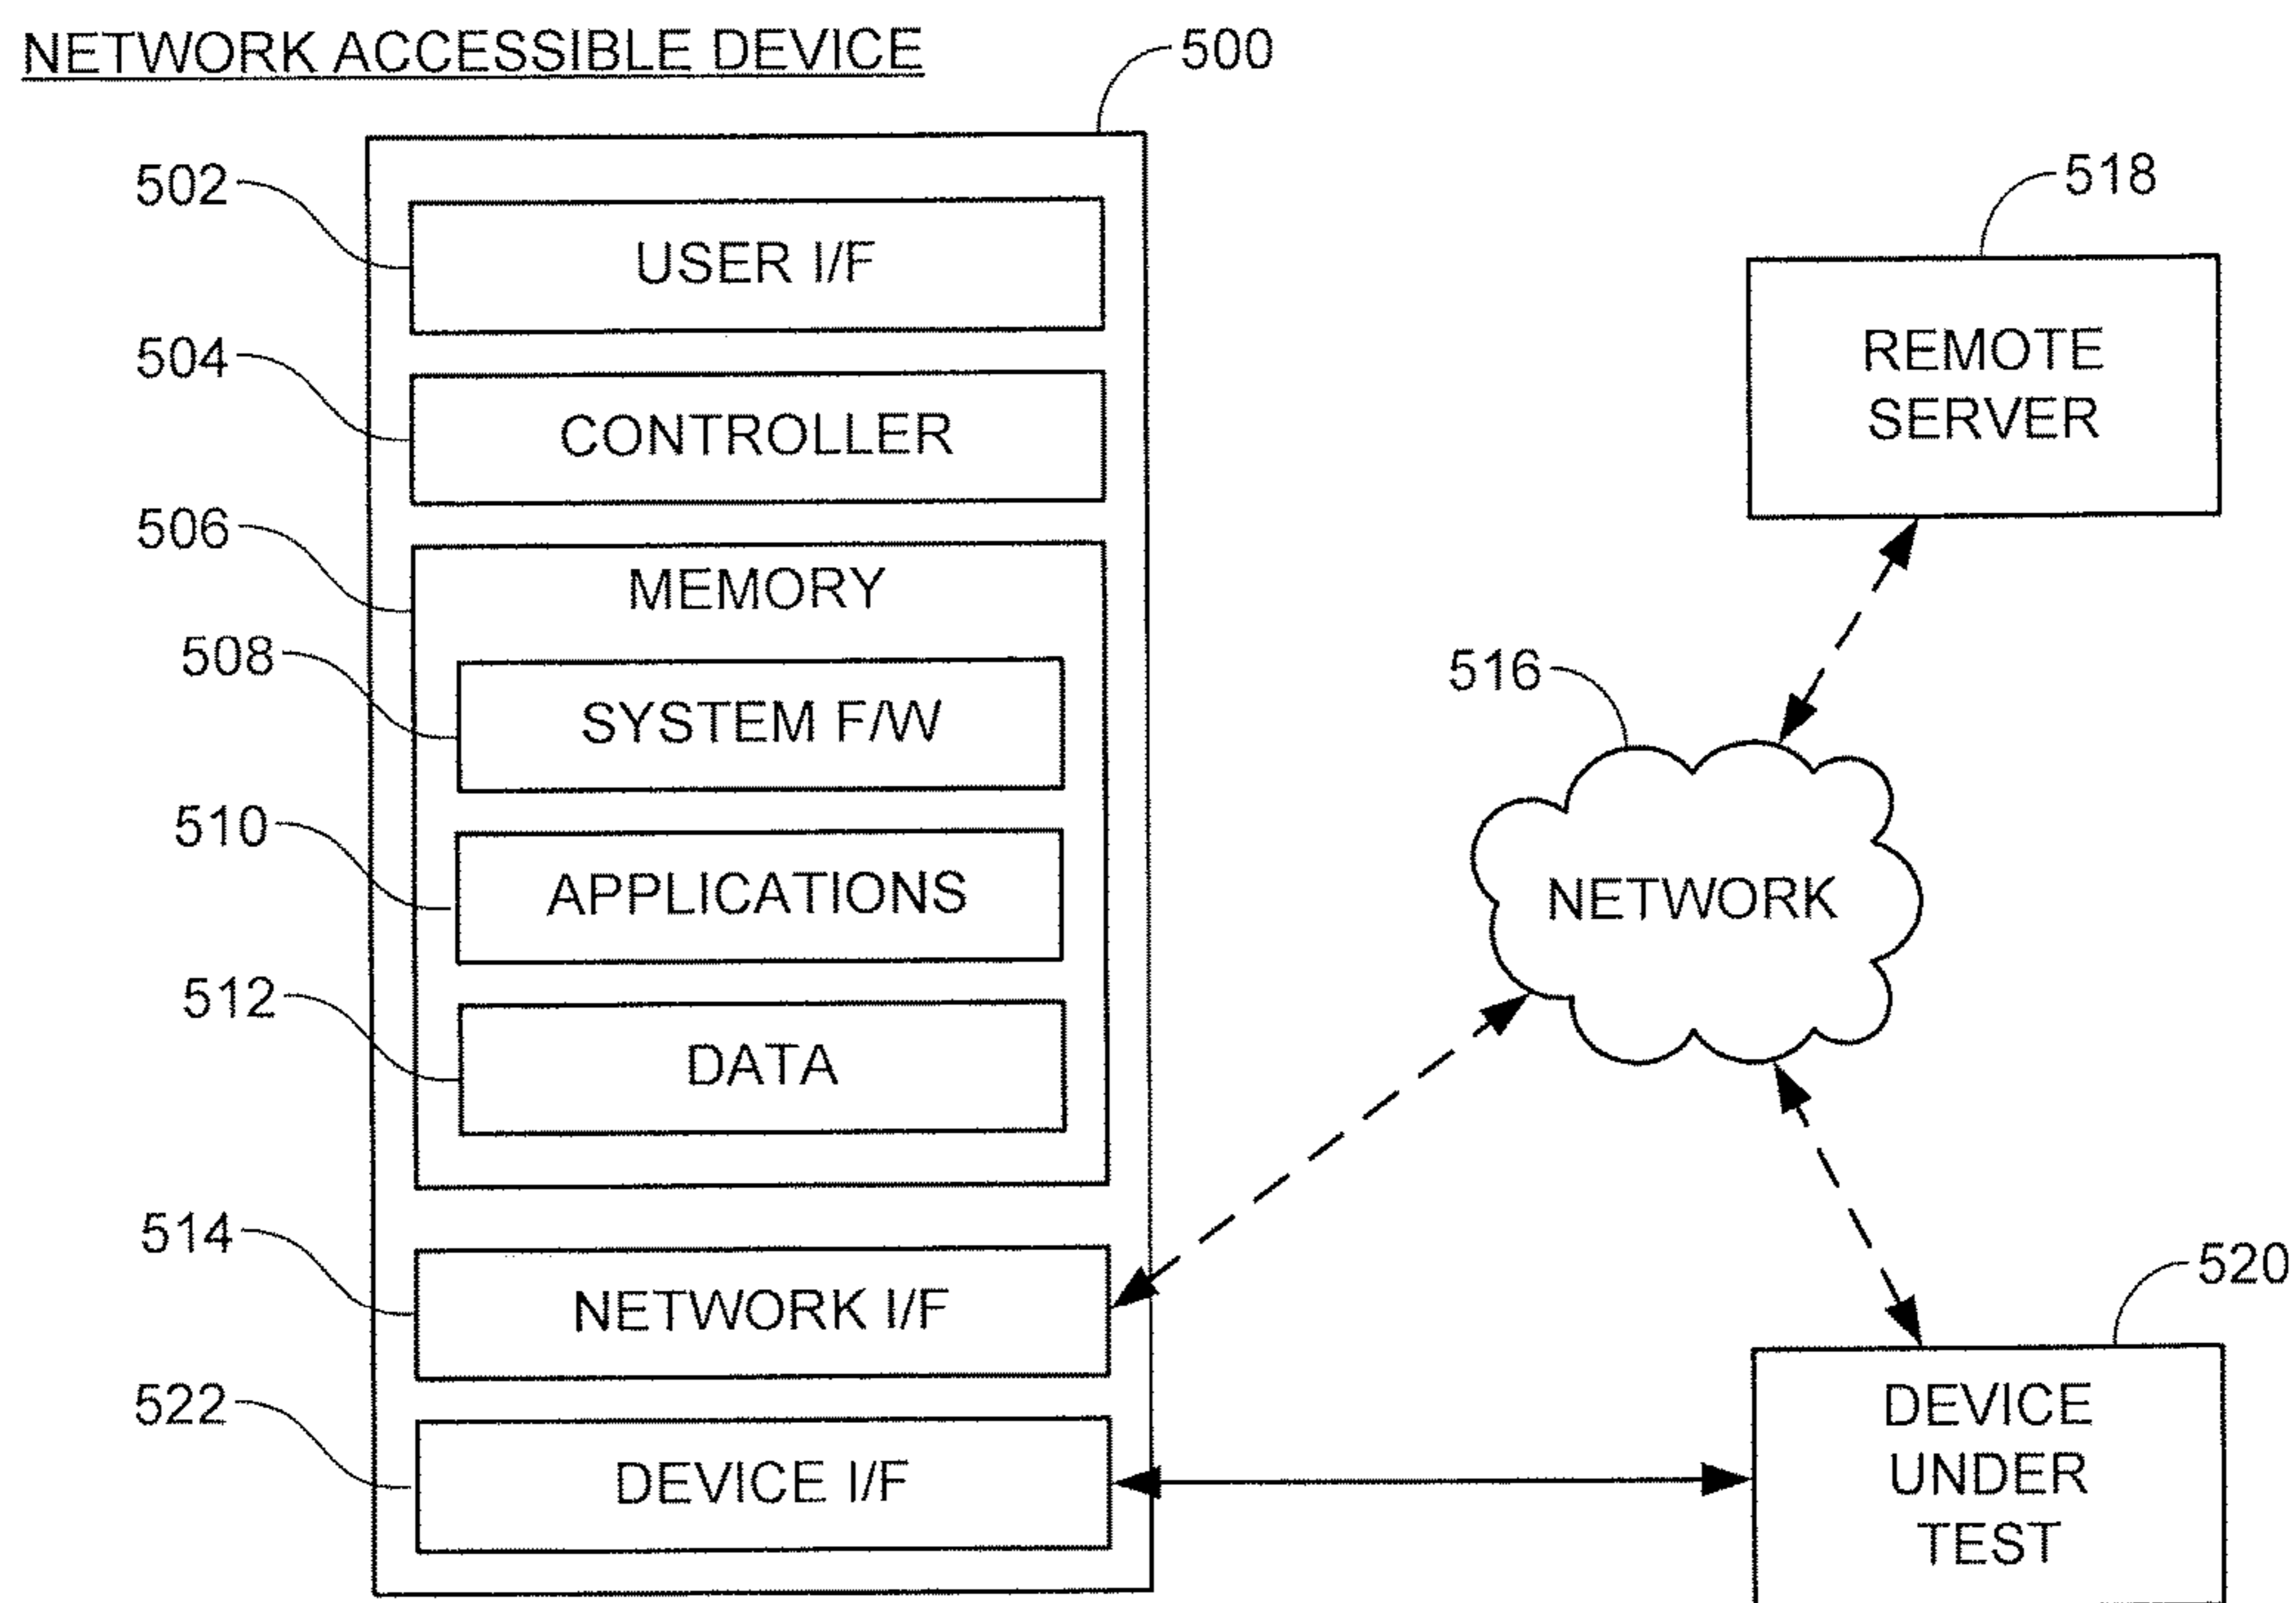 NETWORK ACCESSIBLE DEVICE
500
502
USER I/F
504
CONTROLLER
506
MEMORY
508
SYSTEM F/W
510
APPLICATIONS
512
DATA
514
NETWORK I/F
522
DEVICE I/F
518
REMOTE
SERVER
516
NETWORK
520
DEVICE
UNDER
TEST